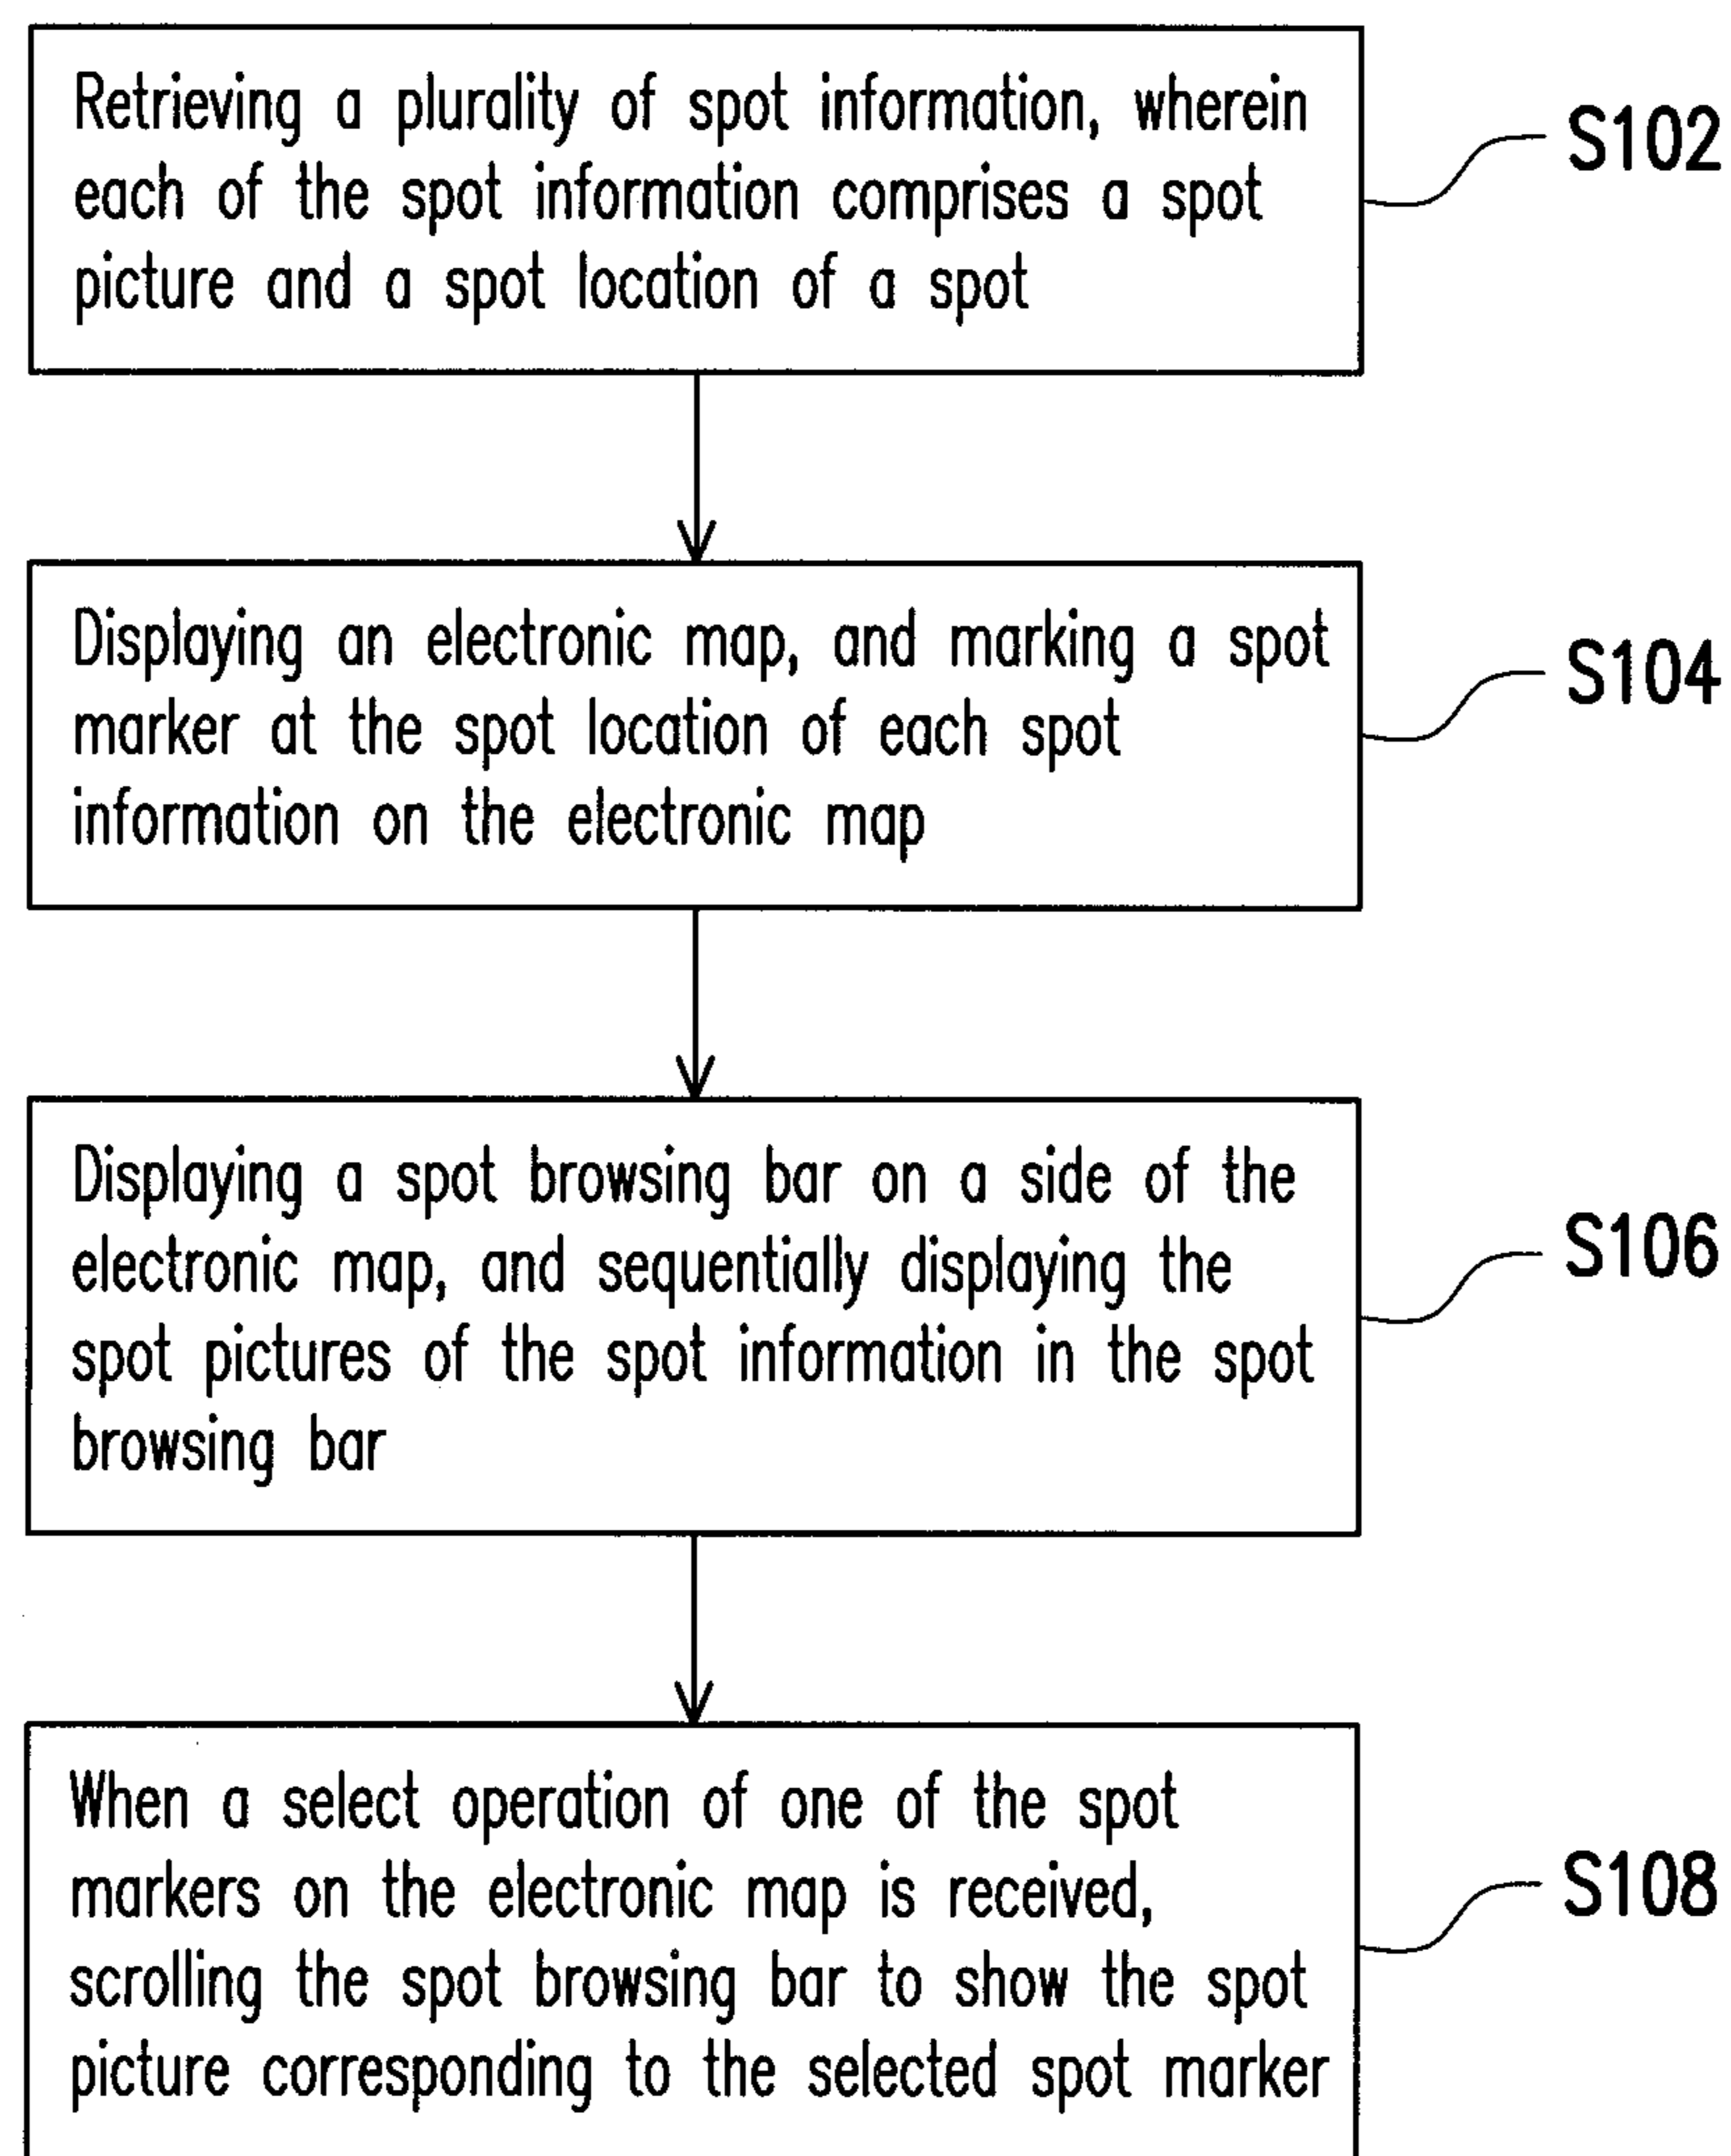 Retrieving a plurality of spot information, wherein
each of the spot information comprises a spot
picture and a spot location of a spot
S102
Displaying an electronic map, and marking a spot
marker at the spot location of each spot
information on the electronic map
S104
Displaying a spot browsing bar on a side of the
electronic map, and sequentially displaying the
spot pictures of the spot information in the spot
browsing bar
S106
When a select operation of one of the spot
markers on the electronic map is received,
scrolling the spot browsing bar to show the spot
picture corresponding to the selected spot marker
S108